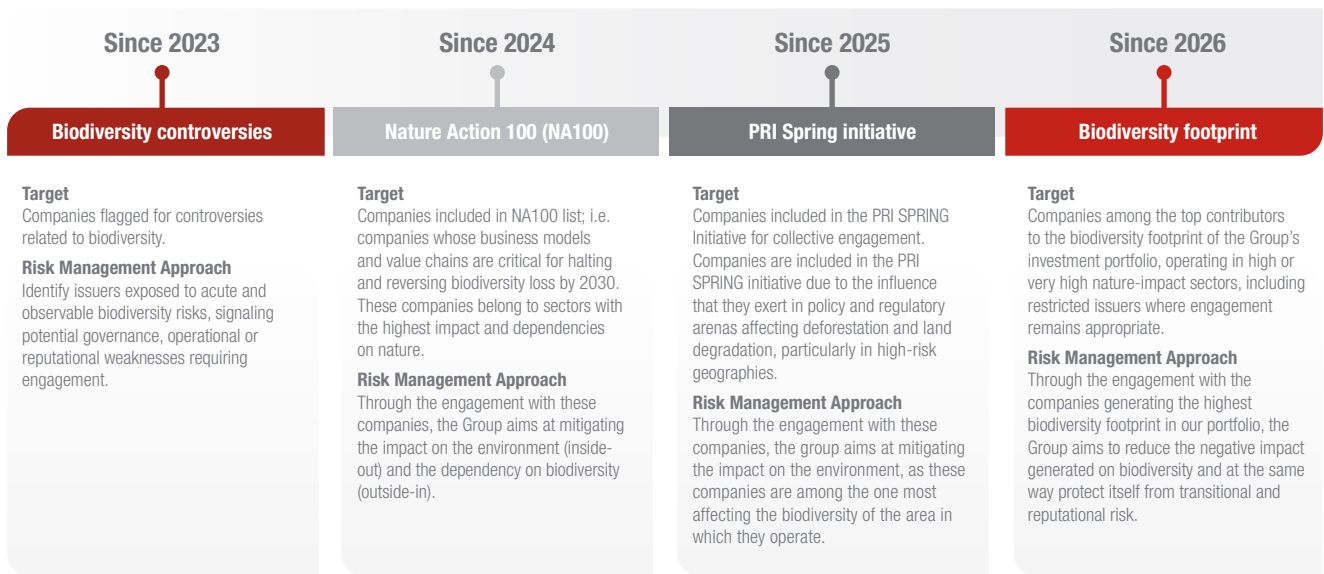 Since 2023
Biodiversity controversies
Target
Companies flagged for controversies
related to biodiversity.
Risk Management Approach
Identify issuers exposed to acute and
observable biodiversity risks, signaling
potential governance, operational or
reputational weaknesses requiring
engagement.
Since 2024
Nature Action 100 (NA100)
Target
Companies included in NA100 list; i.e.
companies whose business models
and value chains are critical for halting
and reversing biodiversity loss by 2030.
These companies belong to sectors with
the highest impact and dependencies
on nature.
Risk Management Approach
Through the engagement with these
companies, the Group aims at mitigating
the impact on the environment (inside-
out) and the dependency on biodiversity
(outside-in).
Since 2025
PRI Spring initiative
Target
Companies included in the PRI SPRING
Initiative for collective engagement.
Companies are included in the PRI
SPRING initiative due to the influence
that they exert in policy and regulatory
arenas affecting deforestation and land
degradation, particularly in high-risk
geographies.
Risk Management Approach
Through the engagement with these
companies, the group aims at mitigating
the impact on the environment, as these
companies are among the one most
affecting the biodiversity of the area in
which they operate.
Since 2026
Biodiversity footprint
Target
Companies among the top contributors
to the biodiversity footprint of the Group's
investment portfolio, operating in high or
very high nature-impact sectors, including
restricted issuers where engagement
remains appropriate.
Risk Management Approach
Through the engagement with the
companies generating the highest
biodiversity footprint in our portfolio, the
Group aims to reduce the negative impact
generated on biodiversity and at the same
way protect itself from transitional and
reputational risk.